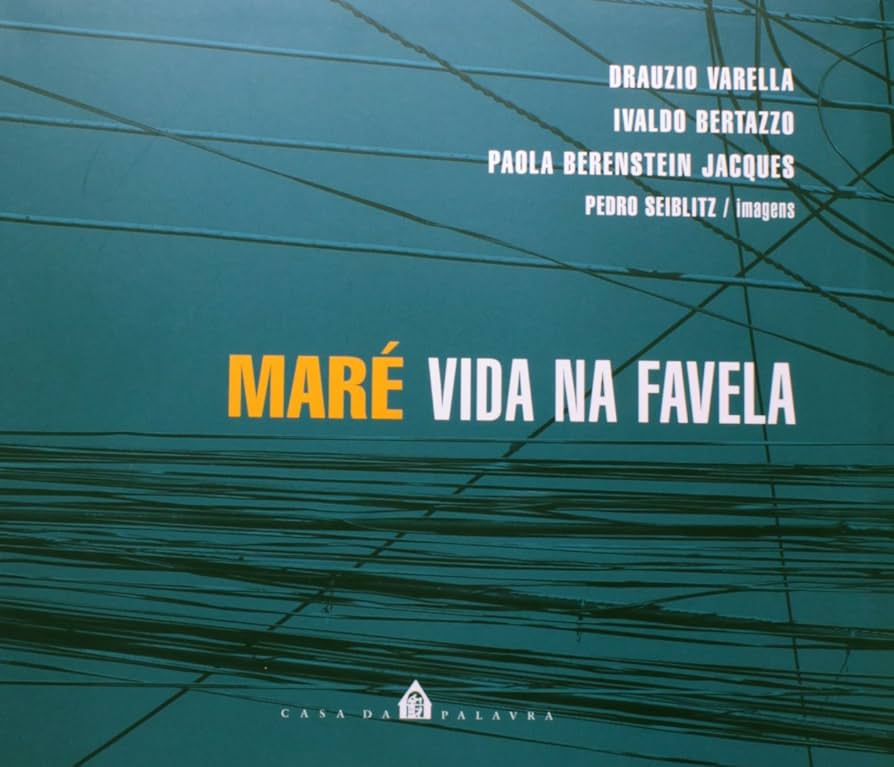 DRAUZIO VARELLA
IVALDO BERTAZZO
PAOLA BERENSTEIN JACQUES
PEDRO SEIBLITZ / imagens
MARÉ VIDA NA FAVELA
CASA DA PALAVRA